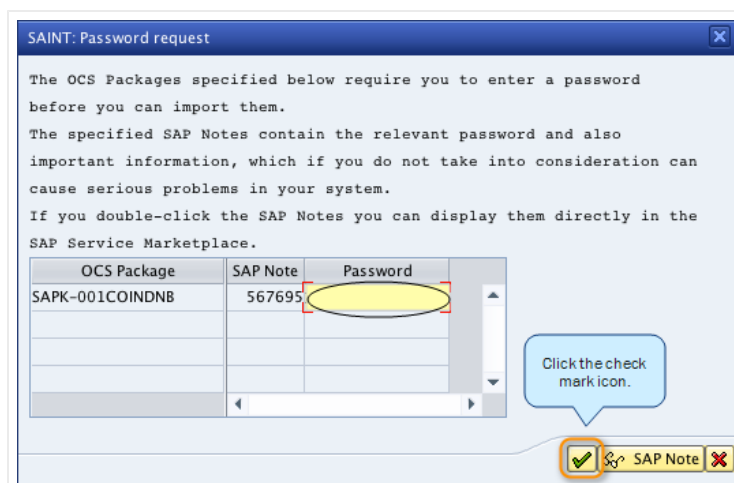 SAINT: Password request
The OCS Packages specified below require you to enter a password
before you can import them.
The specified SAP Notes contain the relevant password and also
important information, which if you do not take into consideration can
cause serious problems in your system.
If you double-click the SAP Notes you can display them directly in the
SAP Service Marketplace.
OCS Package SAP Note Password
SAPK-001COINDNB 567695
Click the check
mark icon.
SAP Note